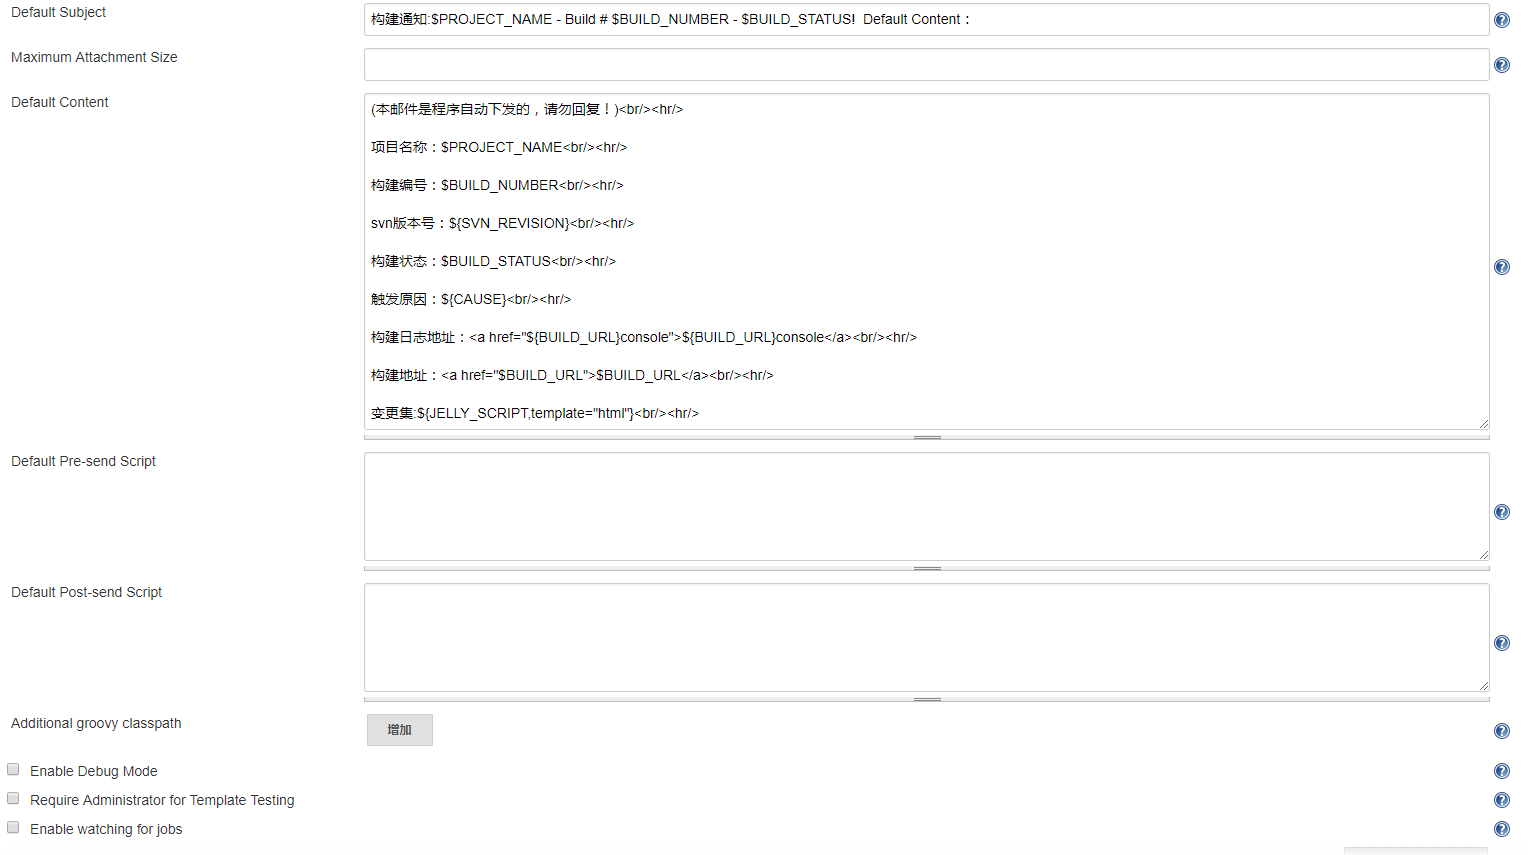 Default Subject
构建通知:$PROJECT_NAME - Build # $BUILD_NUMBER - $BUILD_STATUS!  Default Content：
Maximum Attachment Size
Default Content
(本邮件是程序自动下发的，请勿回复！)<br/><hr/>
项目名称：$PROJECT_NAME<br/><hr/>
构建编号：$BUILD_NUMBER<br/><hr/>
svn版本号：${SVN_REVISION}<br/><hr/>
构建状态：$BUILD_STATUS<br/><hr/>
触发原因：${CAUSE}<br/><hr/>
构建日志地址：<a href="${BUILD_URL}console">${BUILD_URL}console</a><br/><hr/>
构建地址：<a href="$BUILD_URL">$BUILD_URL</a><br/><hr/>
变更集:${JELLY_SCRIPT,template="html"}<br/><hr/>
Default Pre-send Script
Default Post-send Script
Additional groovy classpath
增加
Enable Debug Mode
Require Administrator for Template Testing
Enable watching for jobs